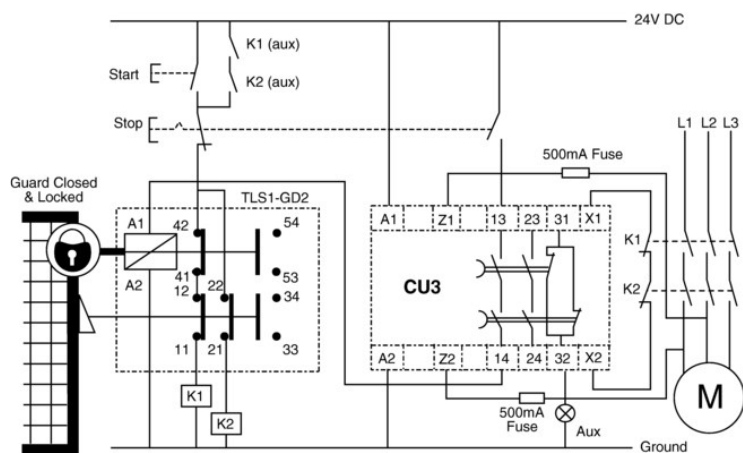 24V DC
K1 (aux)
Start
K2 (aux)
Stop
L1 L2 L3
500mA Fuse
Guard Closed
& Locked
TLS1-GD2
A1 42 54
A1 Z1 13 23 31 X1
K1
41 53
A2 12 22 34
CU3
K2
11 21 33
A2 Z2 14 24 32 X2
K1
M
500mA
Fuse
K2
Aux
Ground